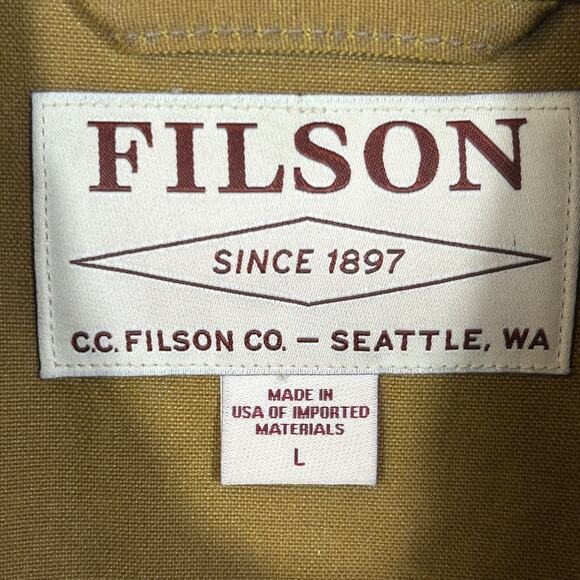 FILSON
SINCE 1897
C.C. FILSON CO. — SEATTLE, WA
MADE IN
USA OF IMPORTED
MATERIALS
L